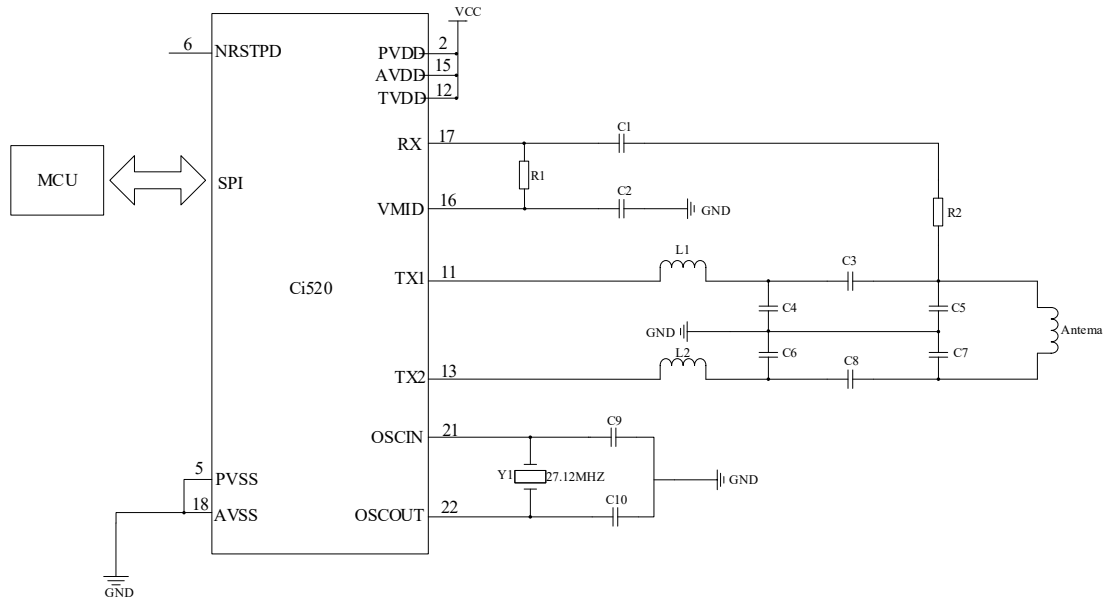 VCC
6 NRSTPD
PVDD 2
AVDD 15
TVDD 12
RX 17
C1
MCU
SPI
R1
VMID 16
C2
GND
R2
L1
C3
TX1 11
Ci520
C4
C5
GND
Antema
L2
C6
C8
C7
TX2 13
OSCIN 21
C9
Y1 27.12MHZ
GND
5 PVSS
C10
18 AVSS
OSCOUT 22
GND